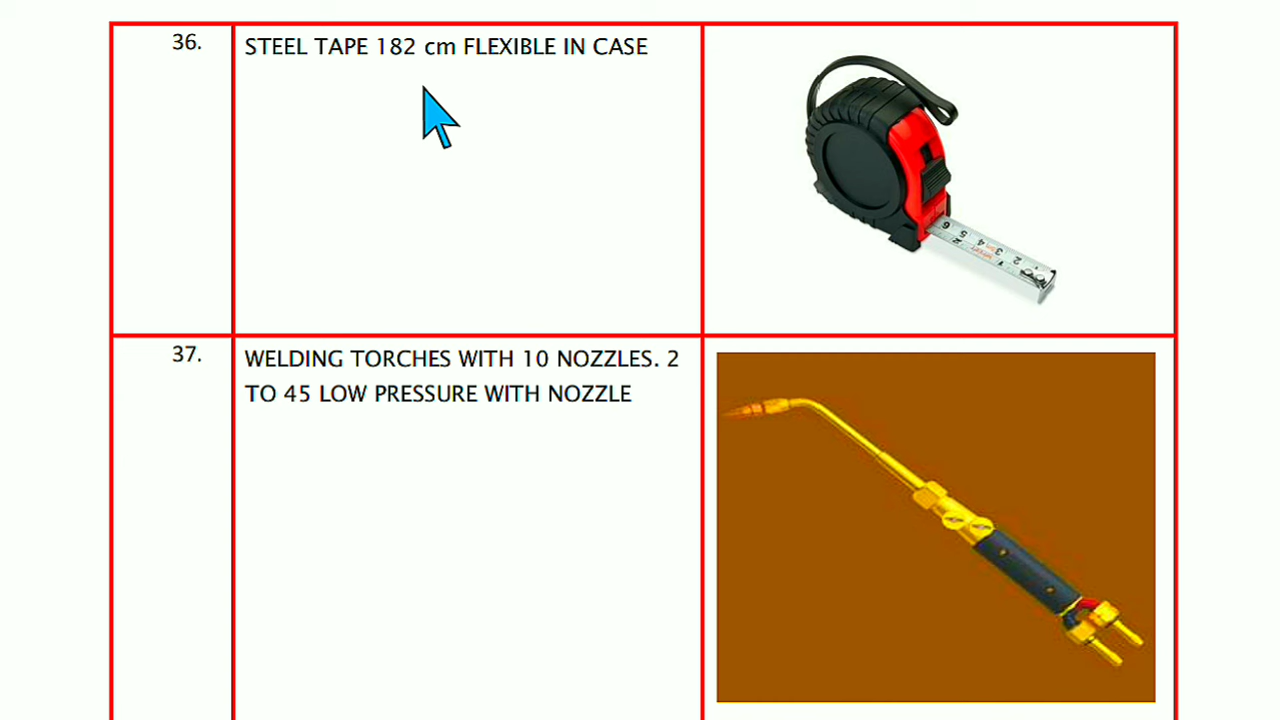 36.
STEEL TAPE 182 cm FLEXIBLE IN CASE
37.
WELDING TORCHES WITH 10 NOZZLES. 2
TO 45 LOW PRESSURE WITH NOZZLE